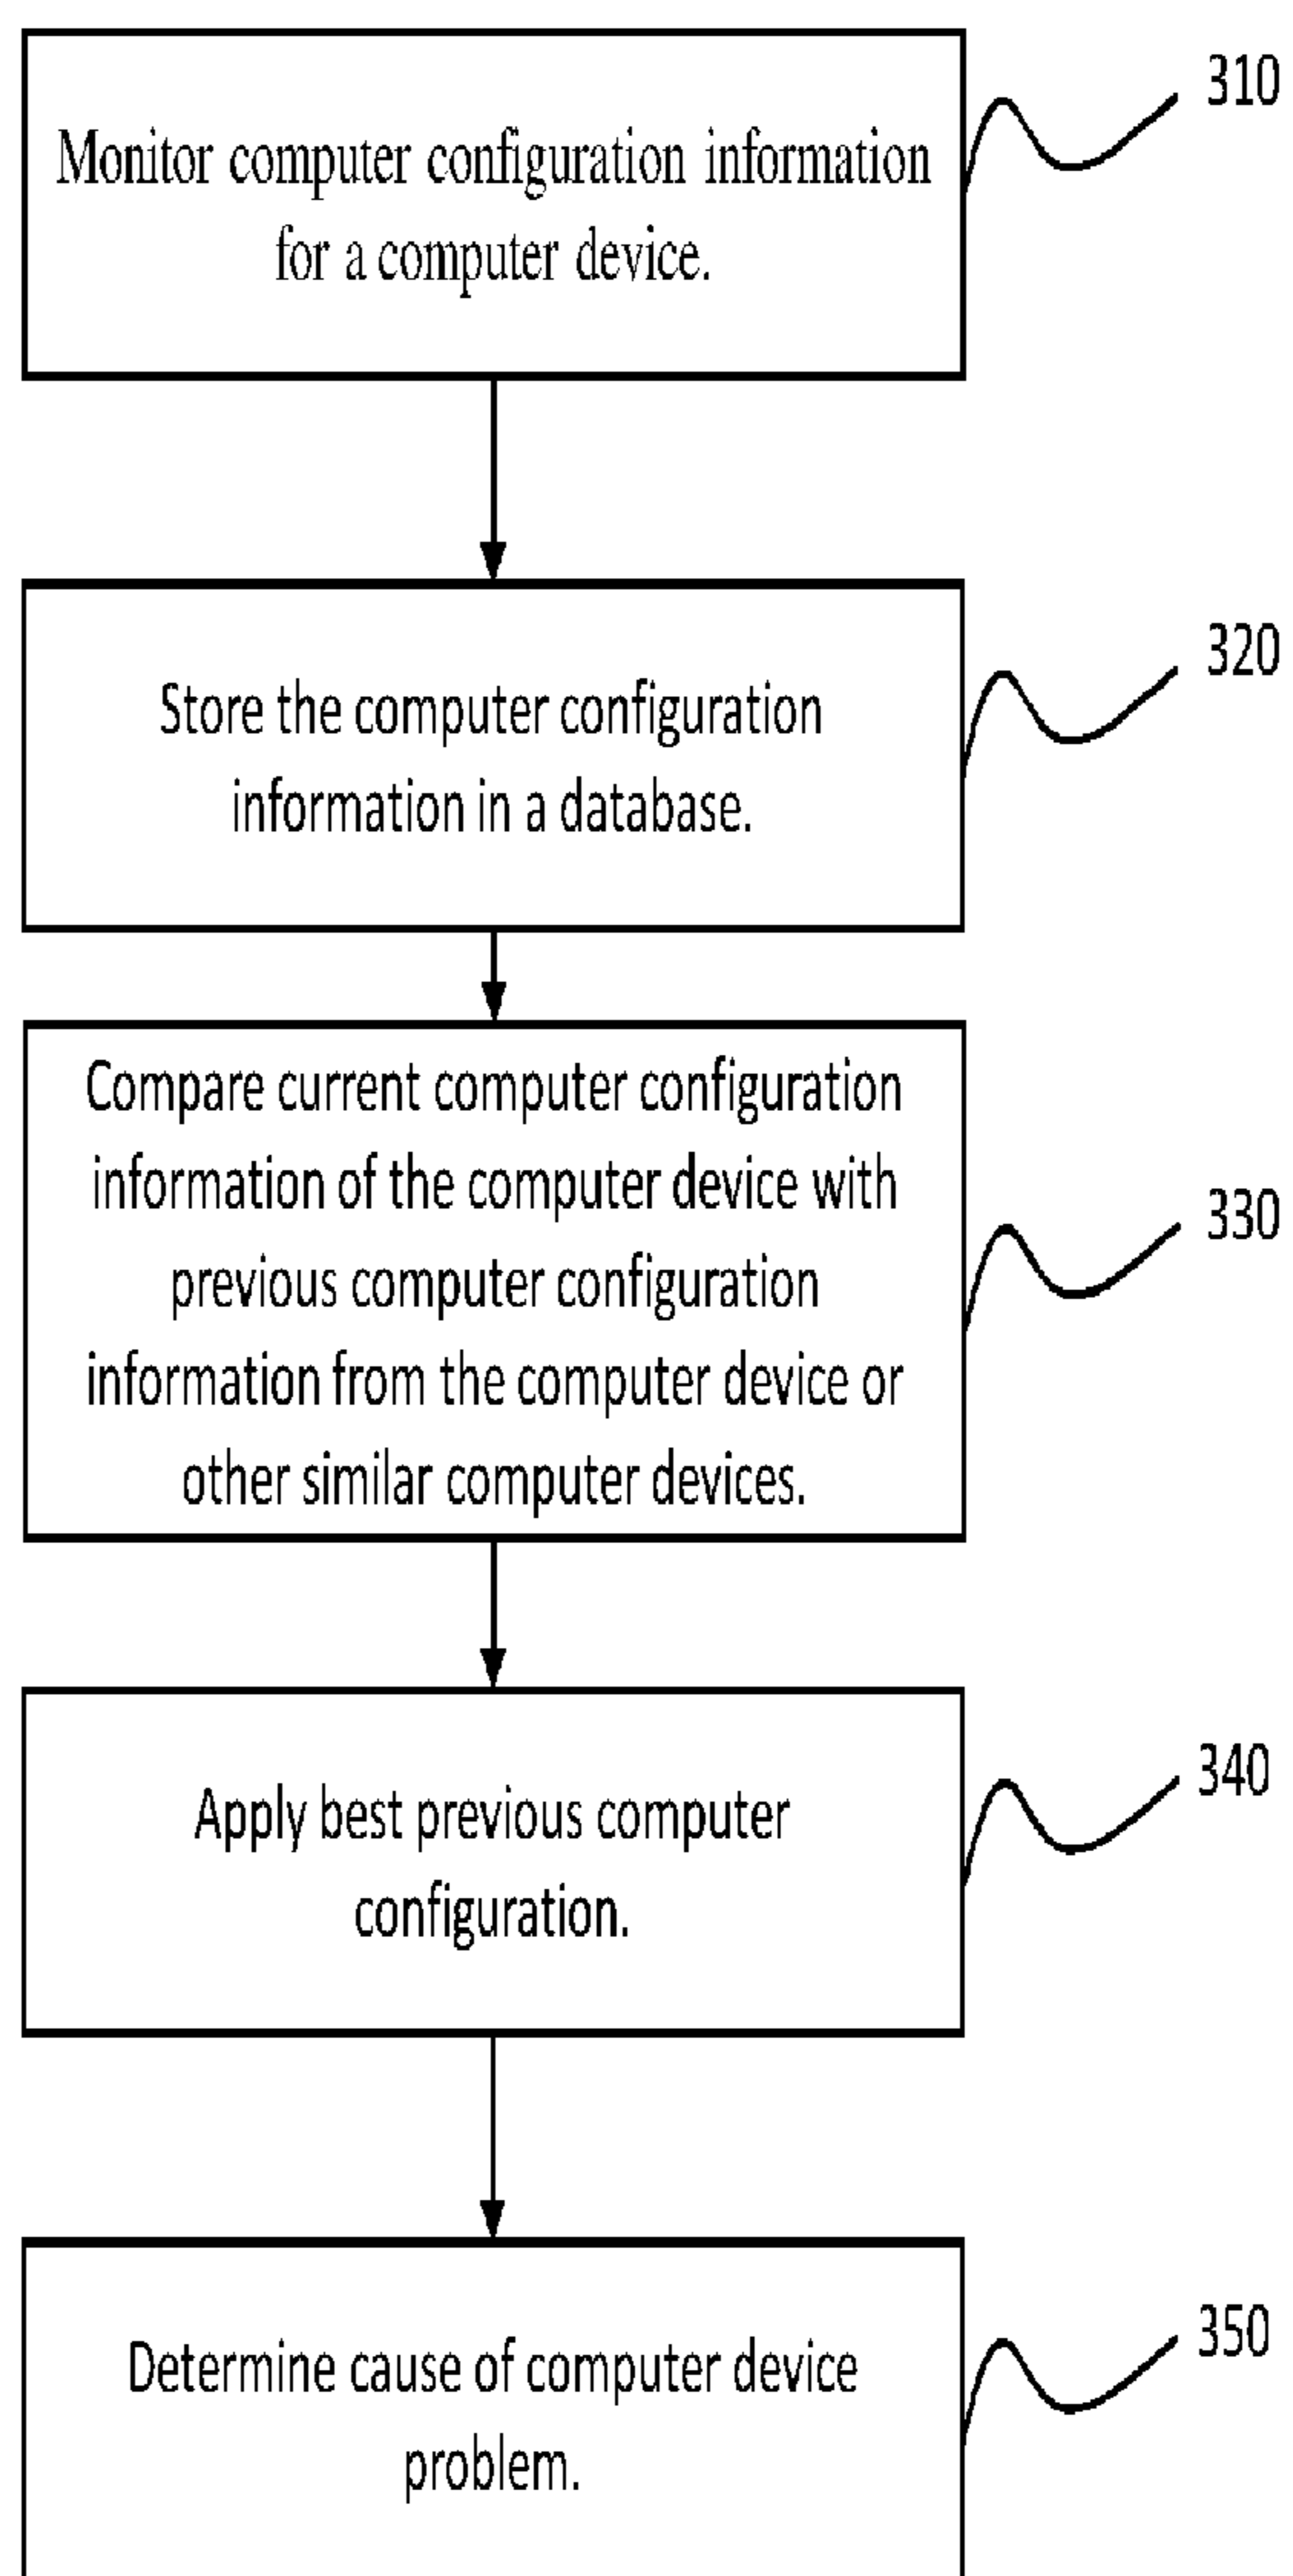 310
Monitor computer configuration information
for a computer device.
320
Store the computer configuration
information in a database.
Compare current computer configuration
information of the computer device with
previous computer configuration
information from the computer device or
other similar computer devices.
330
340
Apply best previous computer
configuration.
350
Determine cause of computer device
problem.